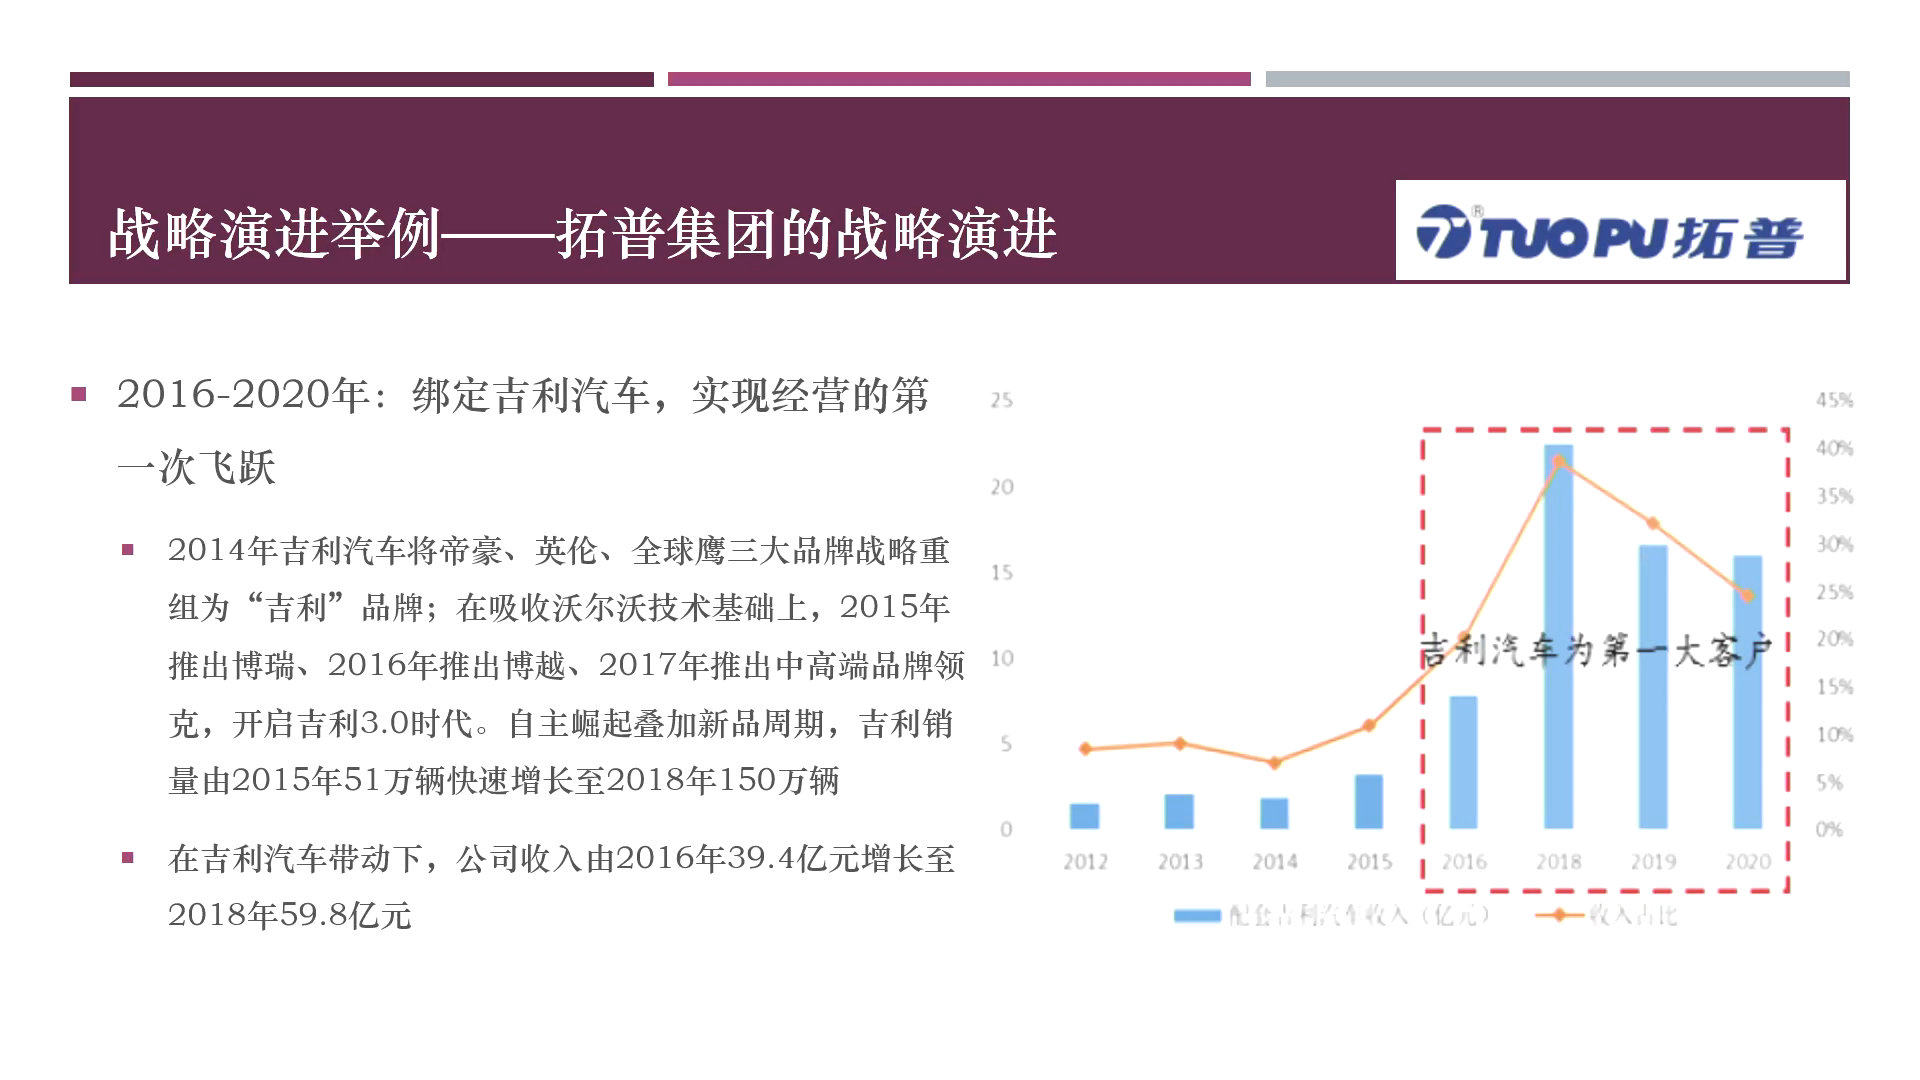 战略演进举例——拓普集团的战略演进
®TUOPU拓普
2016-2020年：绑定吉利汽车，实现经营的第
一次飞跃
2014年吉利汽车将帝豪、英伦、全球鹰三大品牌战略重
组为“吉利”品牌；在吸收沃尔沃技术基础上，2015年
推出博瑞、2016年推出博越、2017年推出中高端品牌领
克，开启吉利3.0时代。自主崛起叠加新品周期，吉利销
量由2015年51万辆快速增长至2018年150万辆
在吉利汽车带动下，公司收入由2016年39.4亿元增长至
2018年59.8亿元
25
20
15
10
5
0
45%
40%
35%
30%
25%
20%
15%
10%
5%
0%
吉利汽车为第一大客户
2012 2013 2014 2015 2016 2018 2019 2020
配套吉利汽车收入（亿元） 收入占比